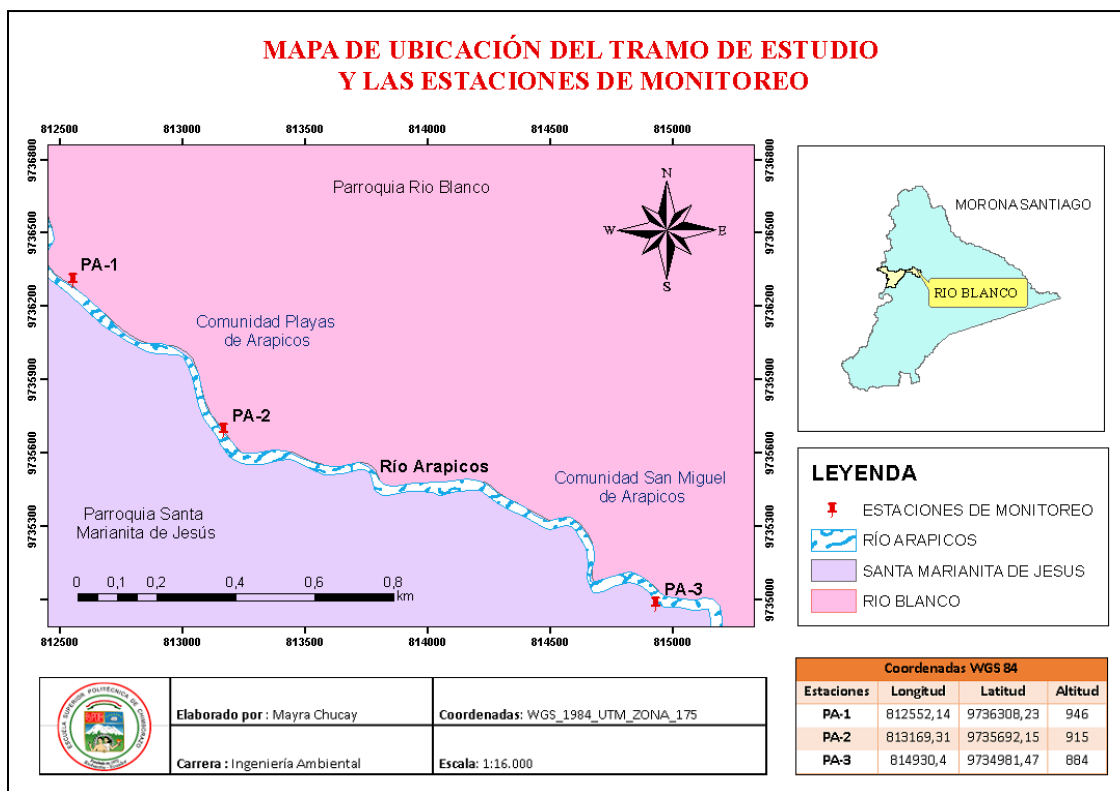 MAPA DE UBICACIÓN DEL TRAMO DE ESTUDIO
Y LAS ESTACIONES DE MONITOREO
812500 813000 813500 814000 814500 815000
9736800
9736500
9736200
9735900
9735600
9735300
9735000
9736800
9736500
9736200
9735900
9735600
9735300
9735000
Parroquia Rio Blanco
N
W E
S
PA-1
Comunidad Playas
de Arapicos
PA-2
Río Arapicos
Comunidad San Miguel
de Arapicos
Parroquia Santa
Marianita de Jesús
PA-3
0 0,1 0,2 0,4 0,6 0,8
km
812500 813000 813500 814000 814500 815000
MORONA SANTIAGO
RIO BLANCO
LEYENDA
ESTACIONES DE MONITOREO
RÍO ARAPICOS
SANTA MARIANITA DE JESUS
RIO BLANCO
ESCUELA SUPERIOR POLITÉCNICA DE CHIMBORAZO
Elaborado por : Mayra Chucay
Coordenadas: WGS_1984_UTM_ZONA_175
Carrera : Ingeniería Ambiental
Escala: 1:16.000
Coordenadas WGS 84
Estaciones Longitud Latitud Altitud
PA-1 812552,14 9736308,23 946
PA-2 813169,31 9735692,15 915
PA-3 814930,4 9734981,47 884